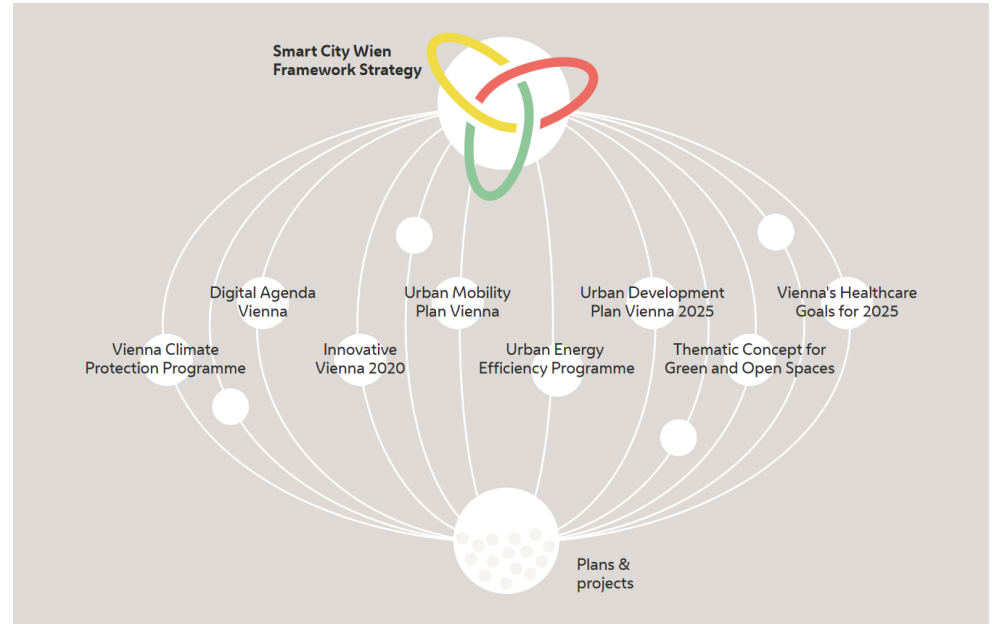 Smart City Wien
Framework Strategy
Digital Agenda
Vienna
Urban Mobility
Plan Vienna
Urban Development
Plan Vienna 2025
Vienna's Healthcare
Goals for 2025
Vienna Climate
Protection Programme
Innovative
Vienna 2020
Urban Energy
Efficiency Programme
Thematic Concept for
Green and Open Spaces
Plans &
projects